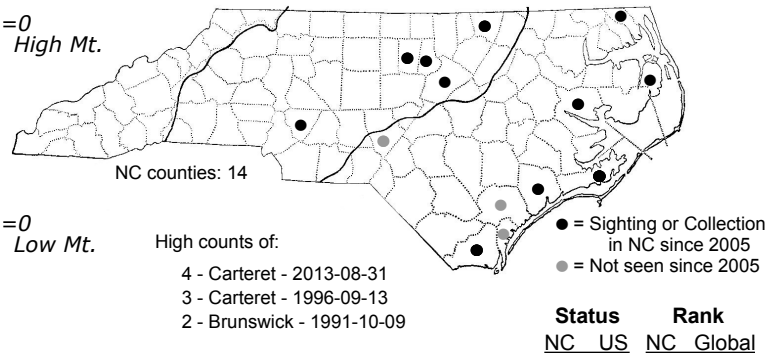 =0
High Mt.
NC counties: 14
=0
Low Mt.
High counts of:
4 - Carteret - 2013-08-31
3 - Carteret - 1996-09-13
2 - Brunswick - 1991-10-09
= Sighting or Collection
in NC since 2005
= Not seen since 2005
Status Rank
NC US NC Global